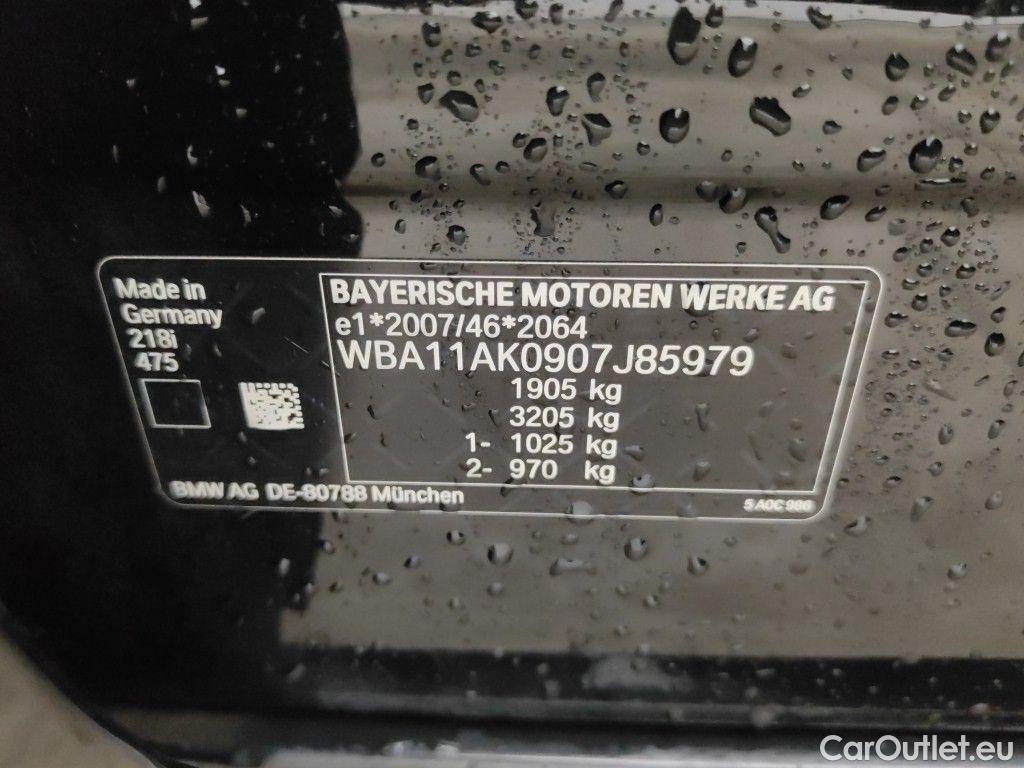 Made in
Germany
218i
475
BAYERISCHE MOTOREN WERKE AG
e1*2007/46*2064
WBA11AK0907J85979
1905 kg
3205 kg
1- 1025 kg
2- 970 kg
BMW AG DE-80788 München
5 A0C 986
CarOutlet.eu